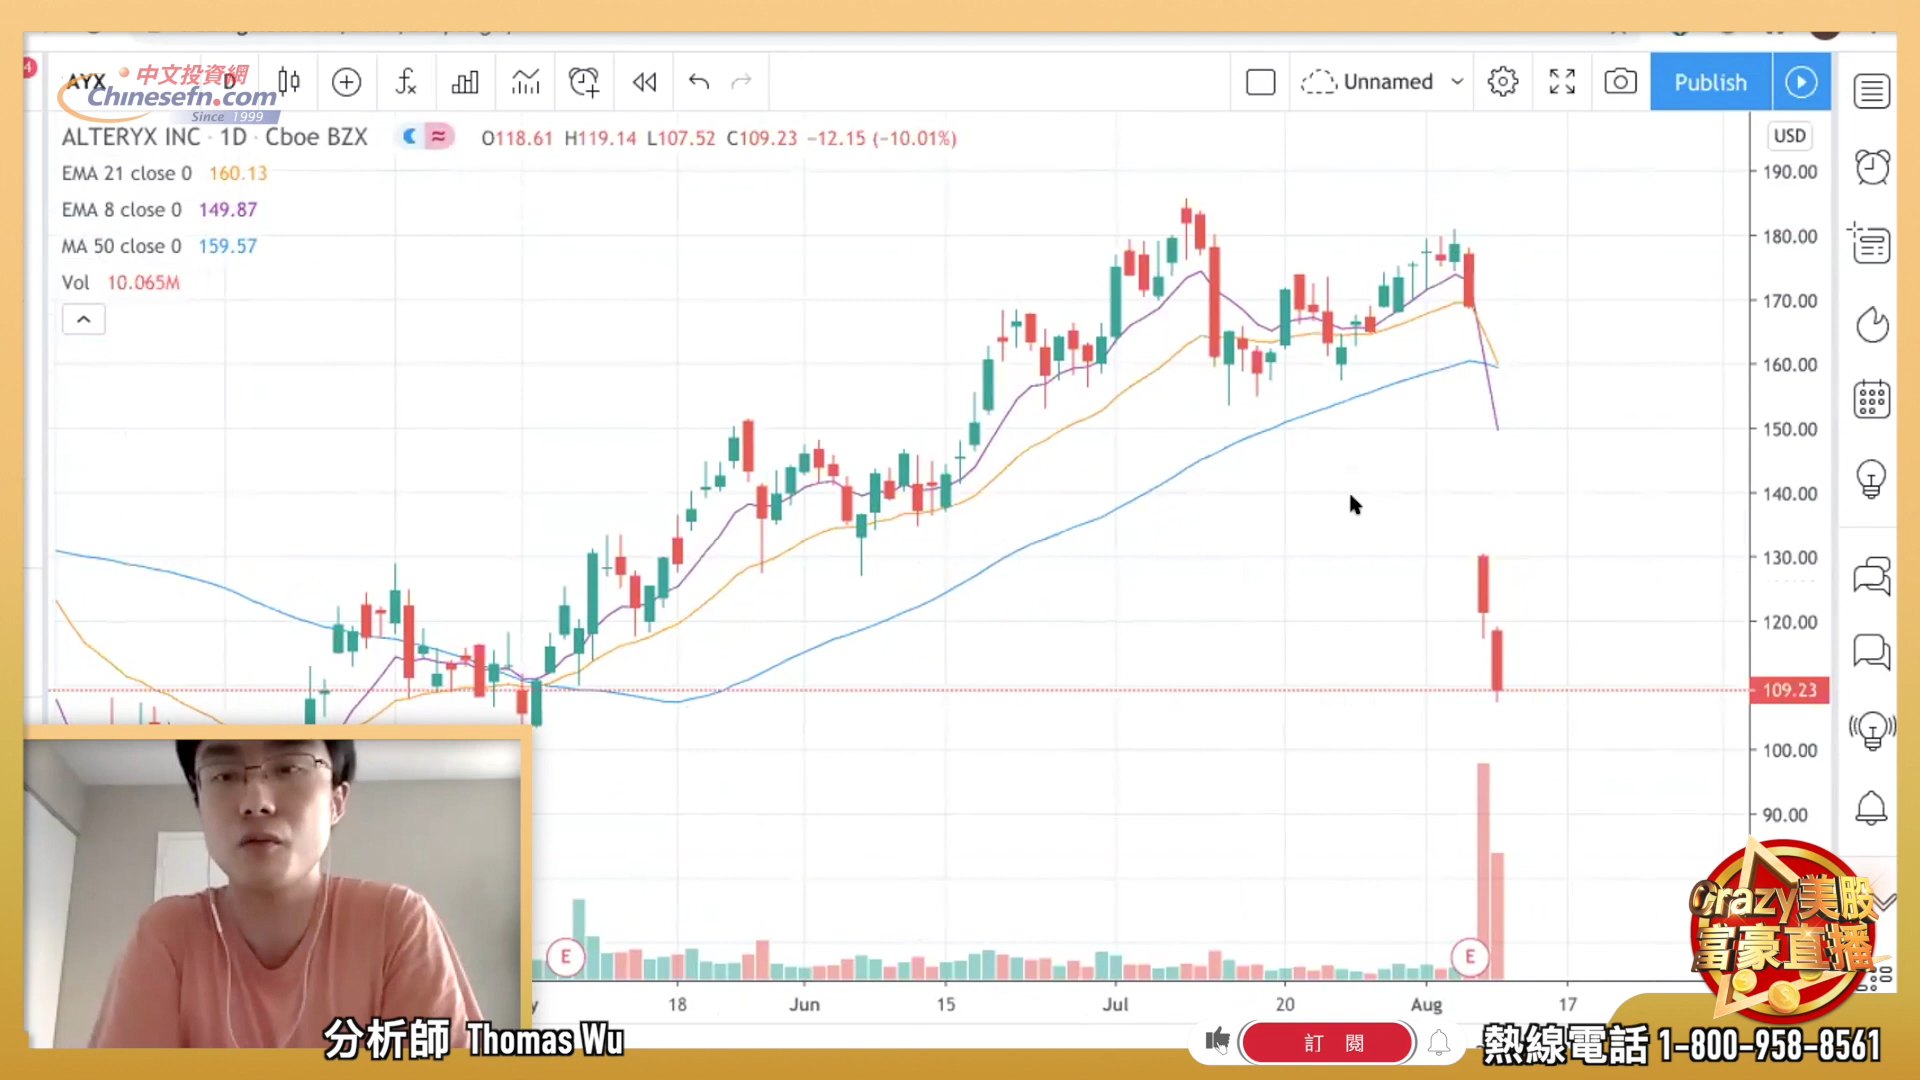 4
AYX
D
Unnamed
Publish
中文投資網
Chinesefn.com
Since 1999
ALTERYX INC · 1D · Cboe BZX
O118.61 H119.14 L107.52 C109.23 −12.15 (−10.01%)
USD
EMA 21 close 0 160.13
EMA 8 close 0 149.87
MA 50 close 0 159.57
Vol 10.065M
190.00
180.00
170.00
160.00
150.00
140.00
130.00
120.00
109.23
100.00
90.00
E
E
Crazy美股
富豪直播
18
Jun
15
Jul
20
Aug
17
分析師 Thomas Wu
訂 閱
熱線電話 1-800-958-8561